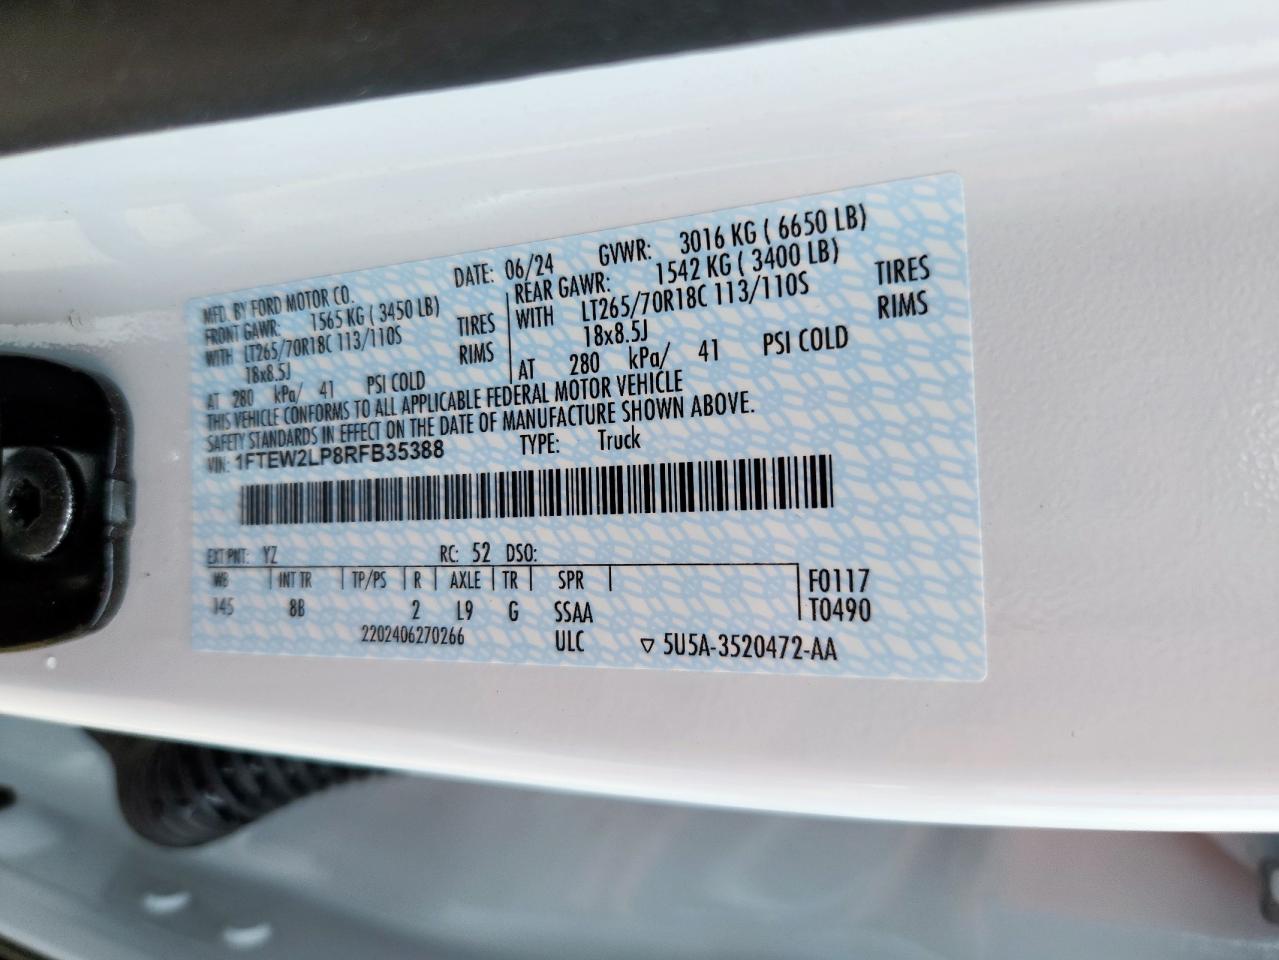 MFD. BY FORD MOTOR CO. DATE: 06/24 GVWR: 3016 KG ( 6650 LB)
FRONT GAWR: 1565 KG ( 3450 LB) REAR GAWR: 1542 KG ( 3400 LB)
WITH LT265/70R18C 113/110S TIRES WITH LT265/70R18C 113/110S TIRES
18x8.5J RIMS 18x8.5J RIMS
AT 280 kPa/ 41 PSI COLD AT 280 kPa/ 41 PSI COLD
THIS VEHICLE CONFORMS TO ALL APPLICABLE FEDERAL MOTOR VEHICLE
SAFETY STANDARDS IN EFFECT ON THE DATE OF MANUFACTURE SHOWN ABOVE.
VIN: 1FTEW2LP8RFB35388 TYPE: Truck
EXT PNT: YZ RC: 52 DSO:
WB INT TR TP/PS R AXLE TR SPR F0117
145 8B 2 L9 G SSAA T0490
2202406270266 ULC ▽ 5U5A-3520472-AA